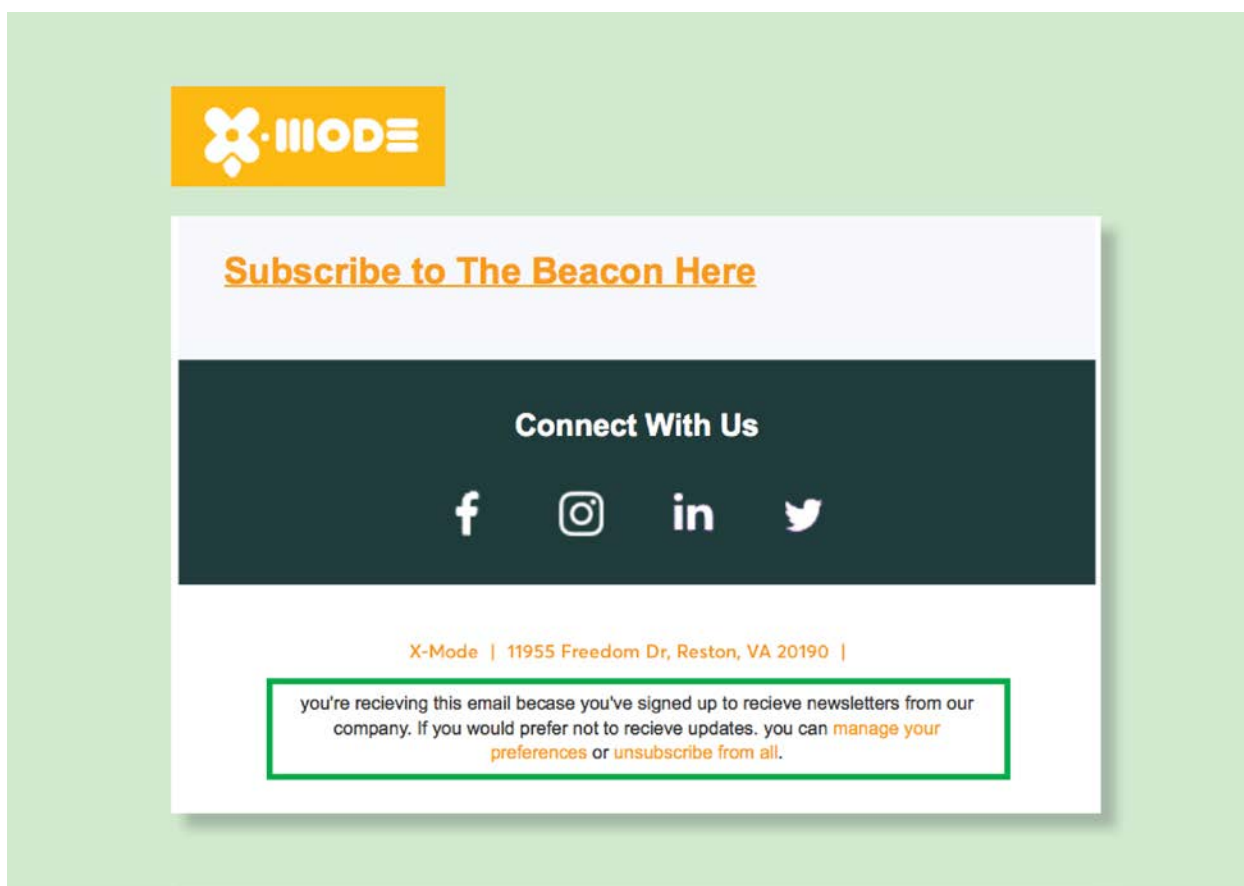 X-MODE
Subscribe to The Beacon Here
Connect With Us
f in
X-Mode | 11955 Freedom Dr, Reston, VA 20190 |
you're recieving this email becase you've signed up to recieve newsletters from our
company. If you would prefer not to recieve updates. you can manage your
preferences or unsubscribe from all.